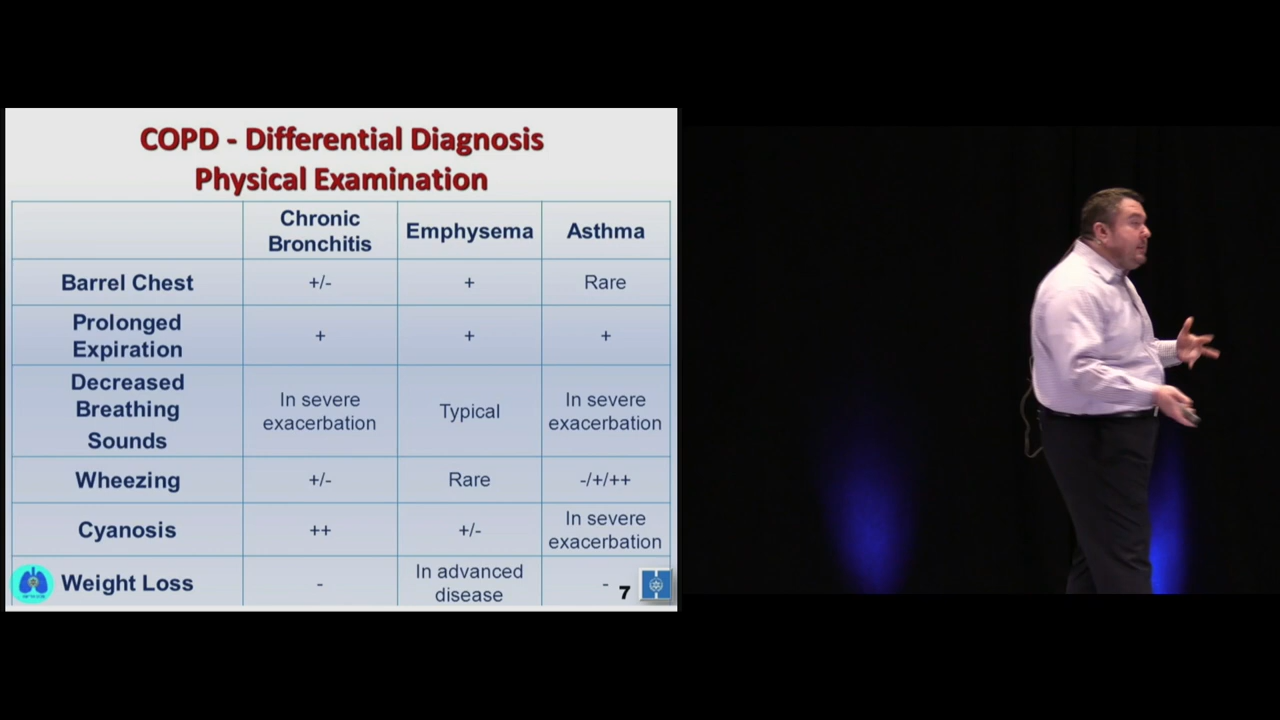 COPD - Differential Diagnosis
Physical Examination
Chronic
Bronchitis
Emphysema
Asthma
Barrel Chest
+/-
+
Rare
Prolonged
Expiration
+
+
+
Decreased
Breathing
Sounds
In severe
exacerbation
Typical
In severe
exacerbation
Wheezing
+/-
Rare
-/+/++
Cyanosis
++
+/-
In severe
exacerbation
Weight Loss
-
In advanced
disease
-
7